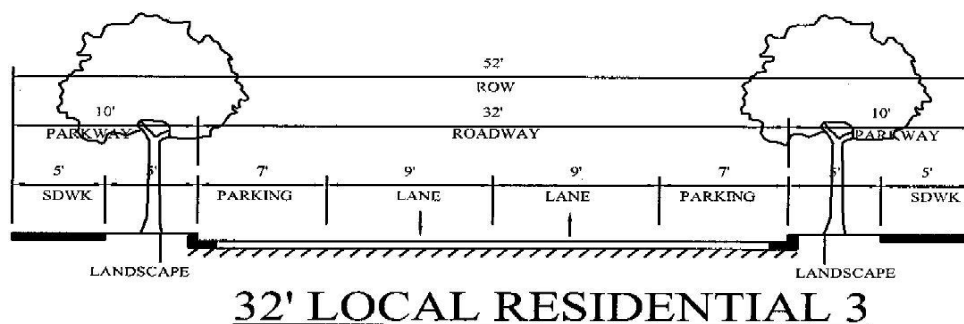 52'
ROW
10' 32' 10'
PARKWAY ROADWAY PARKWAY
5' 5' 7' 9' 9' 7' 5' 5'
SDWK PARKING LANE LANE PARKING SDWK
LANDSCAPE LANDSCAPE
32' LOCAL RESIDENTIAL 3